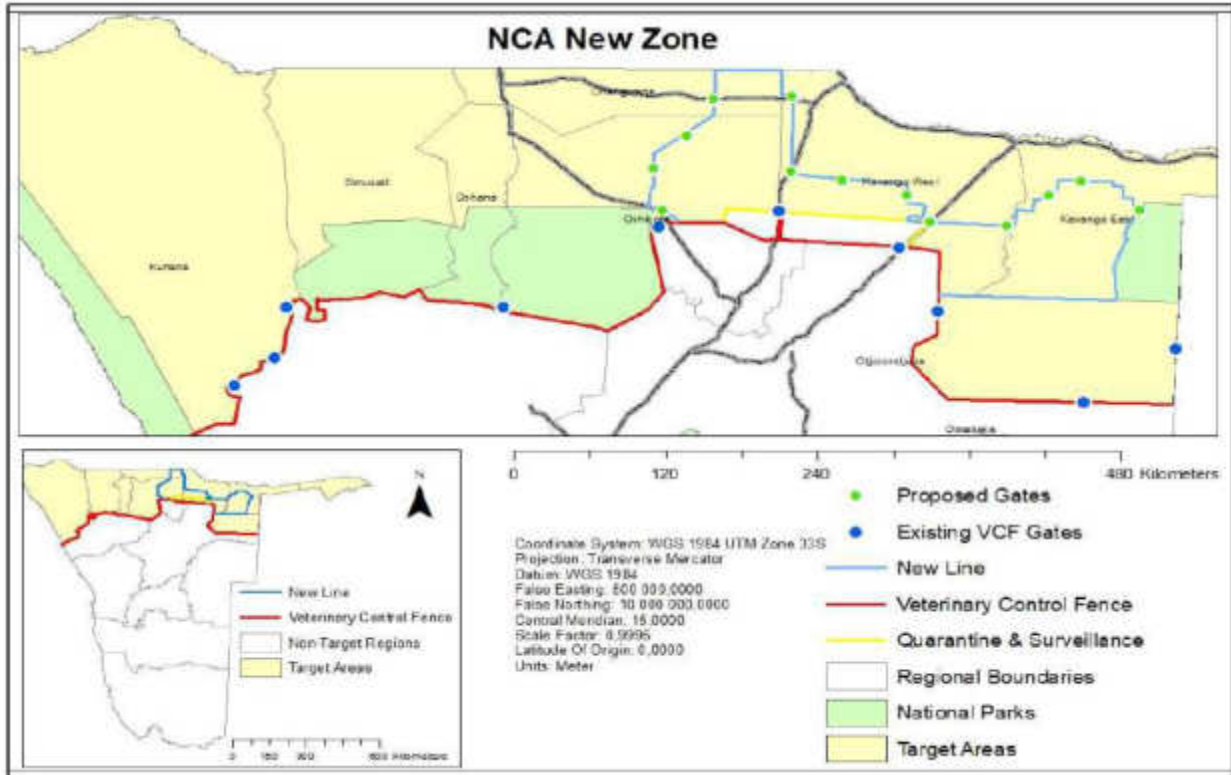 NCA New Zone
Ohangwena
Omusati
Oshana
Kavango West
Oshikoto
Kavango East
Kunene
Otjozondjupa
Omaheke
0 120 240 480 Kilometers
N
Proposed Gates
Existing VCF Gates
New Line
Veterinary Control Fence
Quarantine & Surveillance
Regional Boundaries
National Parks
Target Areas
Coordinate System: WGS 1984 UTM Zone 33S
Projection: Transverse Mercator
Datum: WGS 1984
False Easting: 500 000,0000
False Northing: 10 000 000,0000
Central Meridian: 15,0000
Scale Factor: 0,9996
Latitude Of Origin: 0,0000
Units: Meter
New Line
Veterinary Control Fence
Non-Target Regions
Target Areas
0 Kilometers